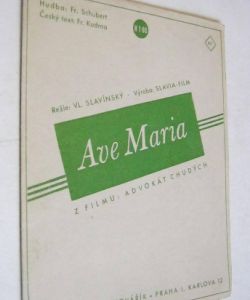 Hudba: Fr. Schubert
Český text: Fr. Kudrna
Režie: VL. SLAVÍNSKÝ · Výroba: SLAVIA-FILM
Ave Maria
Z FILMU: ADVOKÁT CHUDÝCH
PRAHA I, KARLOVA 12